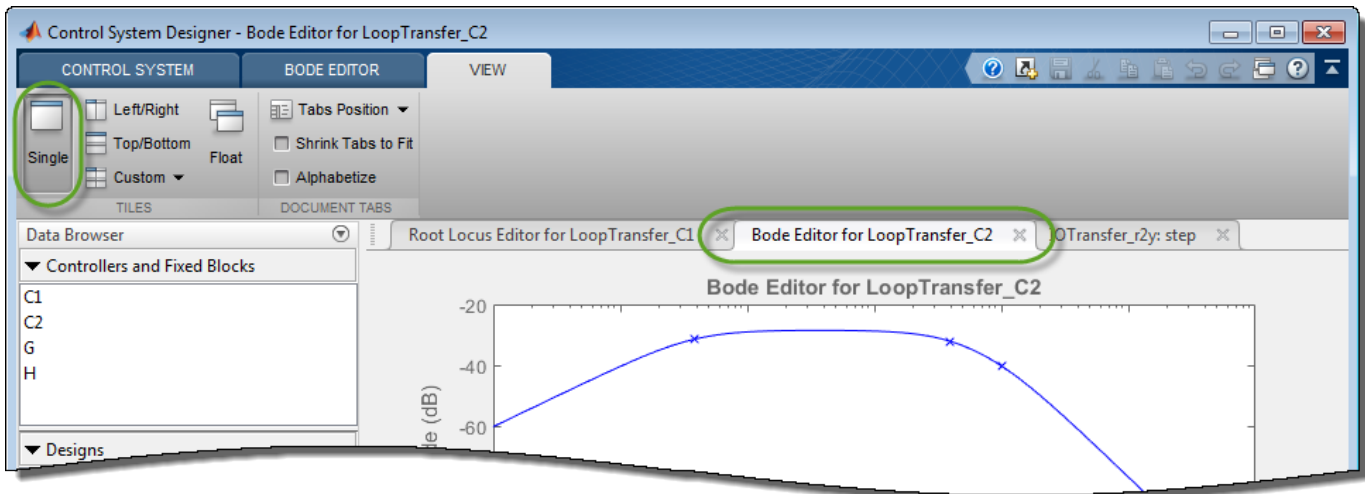 Control System Designer - Bode Editor for LoopTransfer_C2
CONTROL SYSTEM BODE EDITOR VIEW
Single
Left/Right
Top/Bottom
Custom
Float
TILES
Tabs Position
Shrink Tabs to Fit
Alphabetize
DOCUMENT TABS
Data Browser
Controllers and Fixed Blocks
C1
C2
G
H
Designs
Root Locus Editor for LoopTransfer_C1 Bode Editor for LoopTransfer_C2 IOTransfer_r2y: step
Bode Editor for LoopTransfer_C2
-20
-40
-60
(dB)